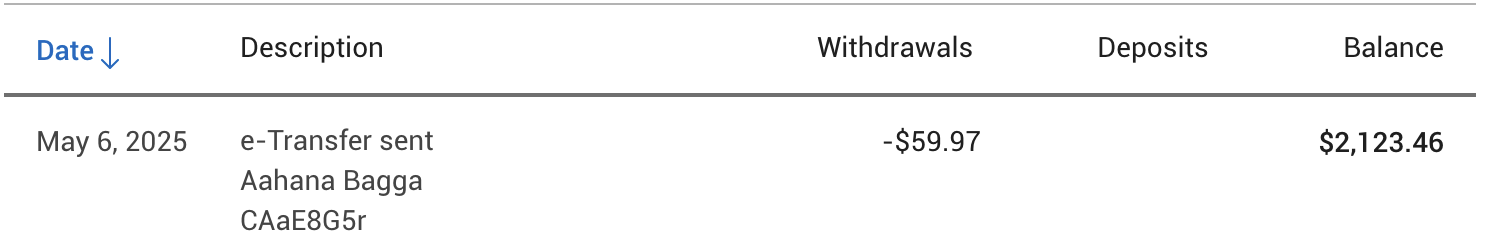 Date↓ Description Withdrawals Deposits Balance
May 6, 2025 e-Transfer sent -$59.97 $2,123.46
Aahana Bagga
CAaE8G5r